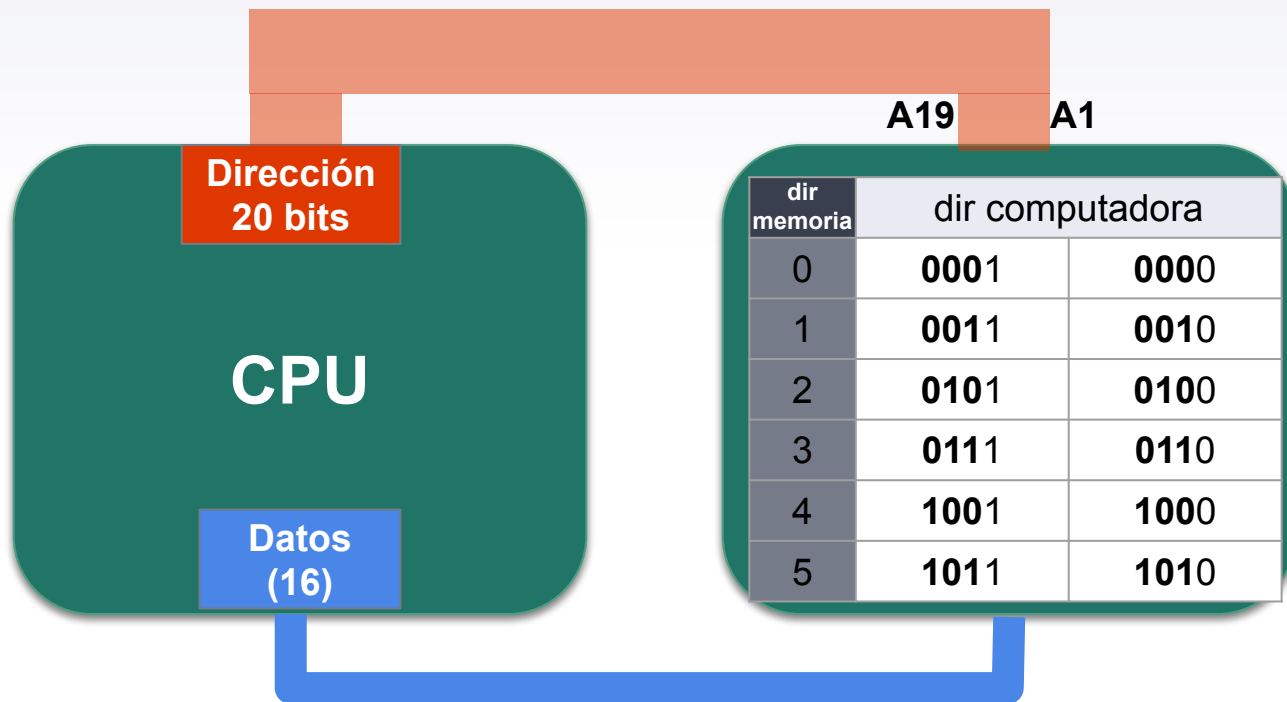 A19 A1
Dirección
20 bits
CPU
Datos
(16)
dir
memoria
dir computadora
0 0001 0000
1 0011 0010
2 0101 0100
3 0111 0110
4 1001 1000
5 1011 1010